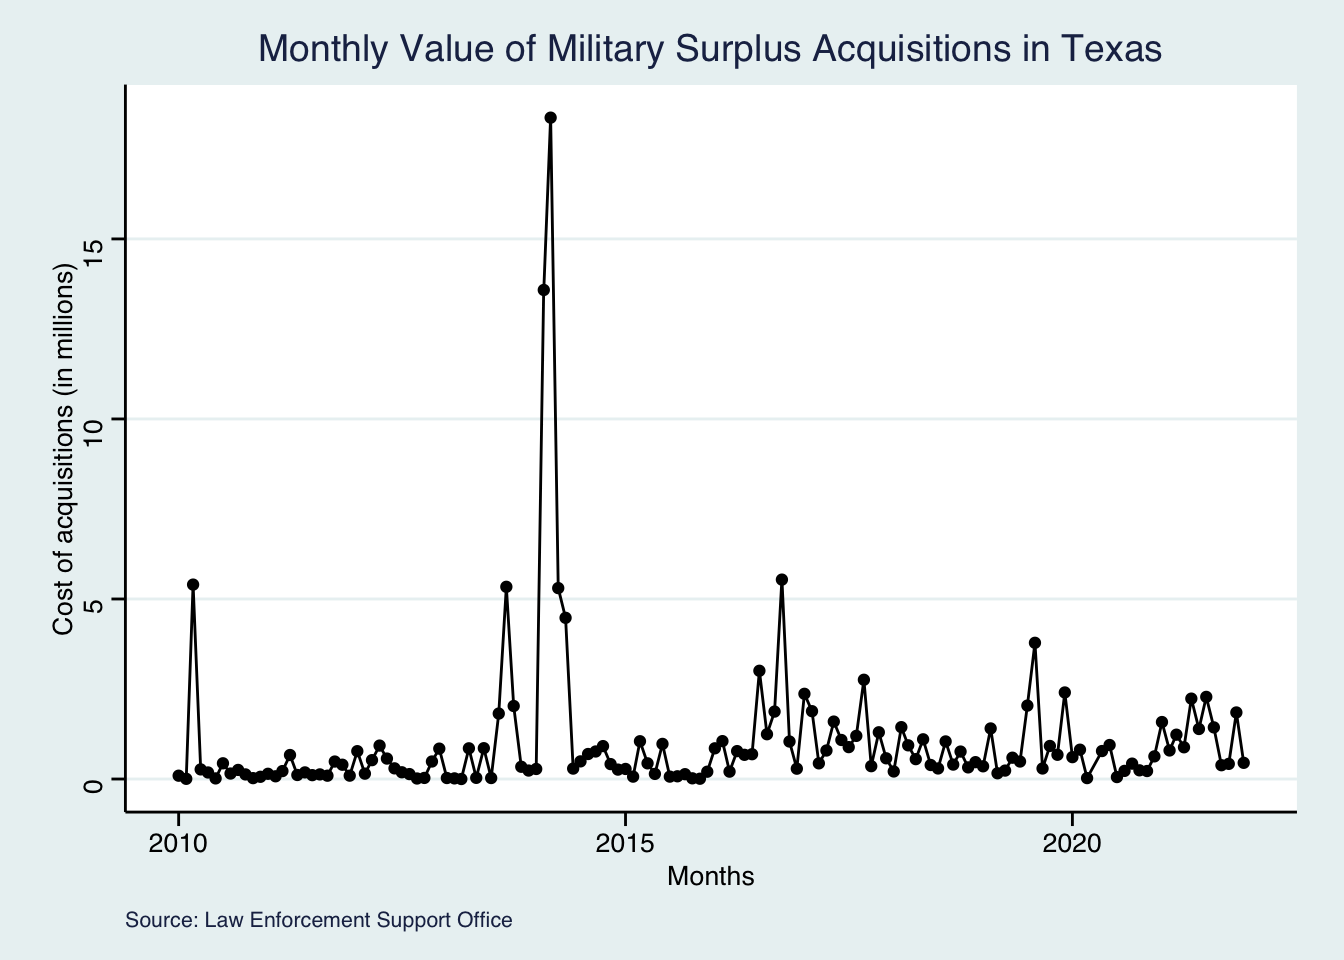 Monthly Value of Military Surplus Acquisitions in Texas
Cost of acquisitions (in millions)
15
10
5
0
2010 2015 2020
Months
Source: Law Enforcement Support Office